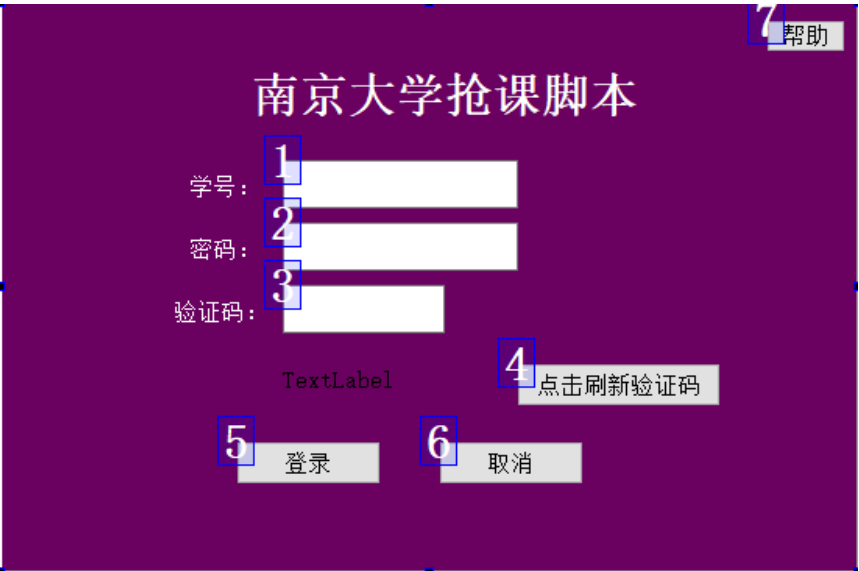 7
帮助
南京大学抢课脚本
1
学号：
2
密码：
3
验证码：
TextLabel
4
点击刷新验证码
5
登录
6
取消